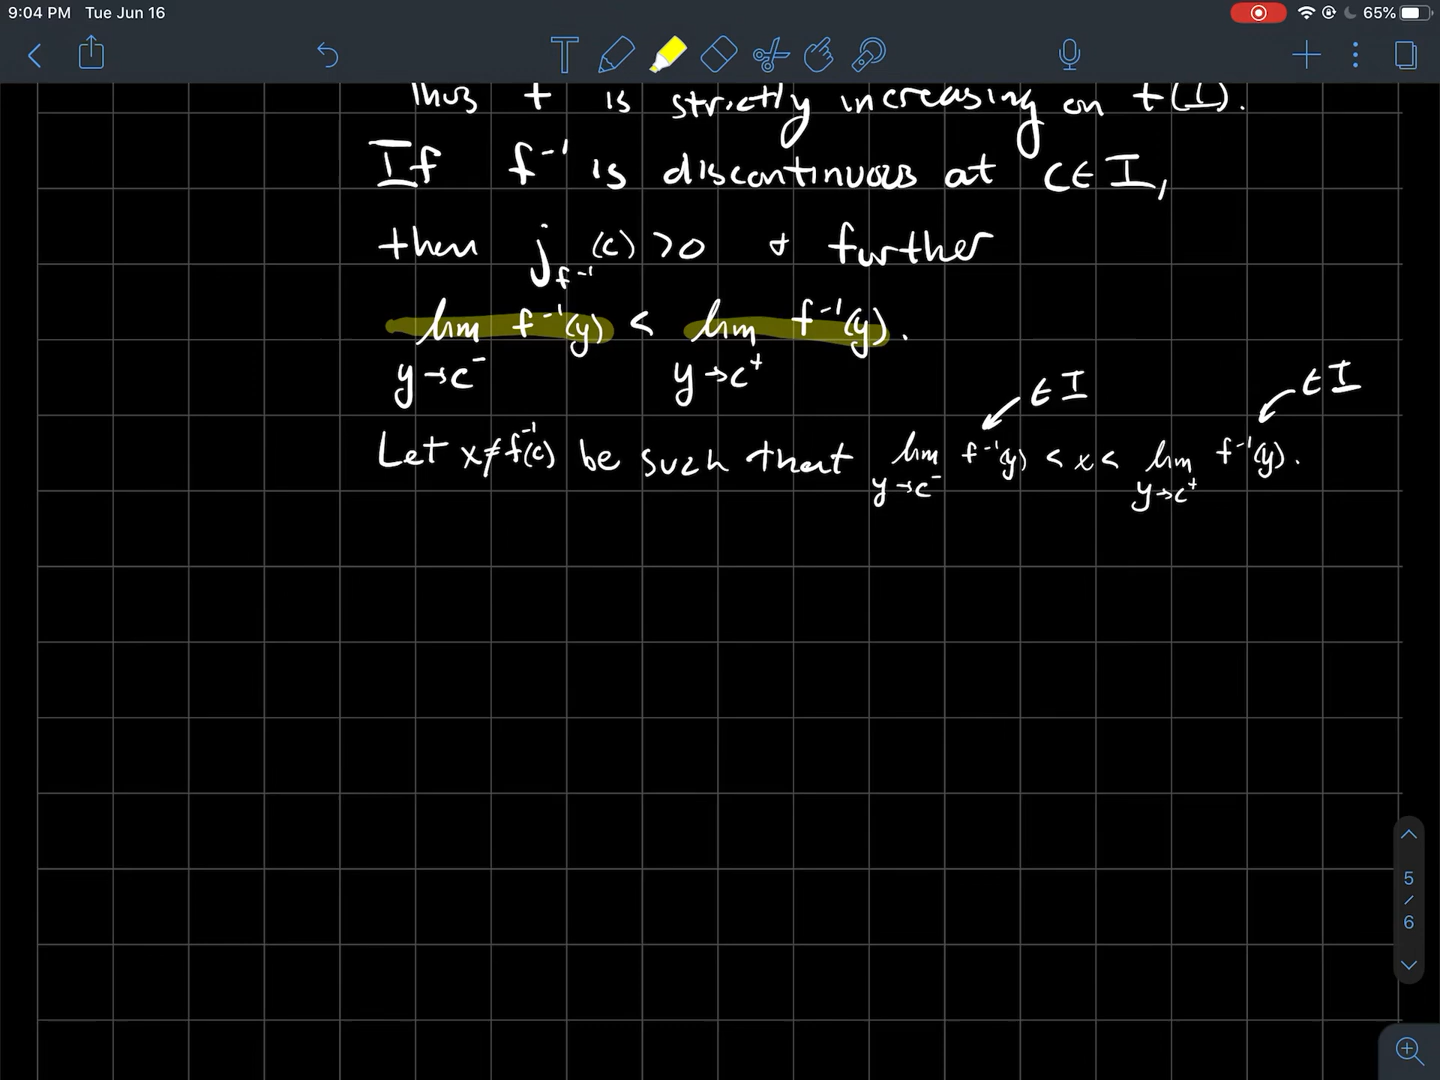 9:04 PM Tue Jun 16
65%
Thus f is strictly increasing on f(I).
If f⁻¹ is discontinuous at c∈I,
then j_{f⁻¹}(c) >0 & further
lim_{y→c⁻} f⁻¹(y) < lim_{y→c⁺} f⁻¹(y).
∈ I ∈ I
Let x≠f⁻¹(c) be such that lim_{y→c⁻} f⁻¹(y) < x < lim_{y→c⁺} f⁻¹(y).
5
/
6